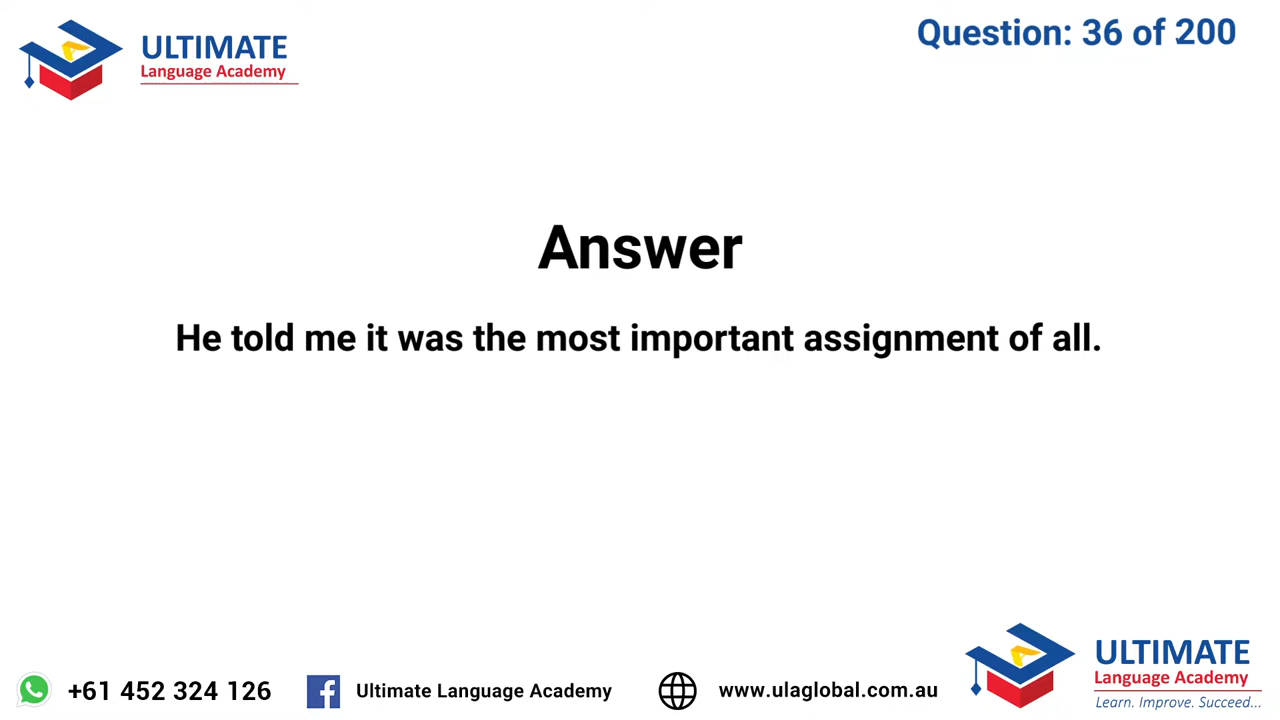 ULTIMATE
Language Academy
Question: 36 of 200
Answer
He told me it was the most important assignment of all.
+61 452 324 126
Ultimate Language Academy
www.ulaglobal.com.au
ULTIMATE
Language Academy
Learn. Improve. Succeed...